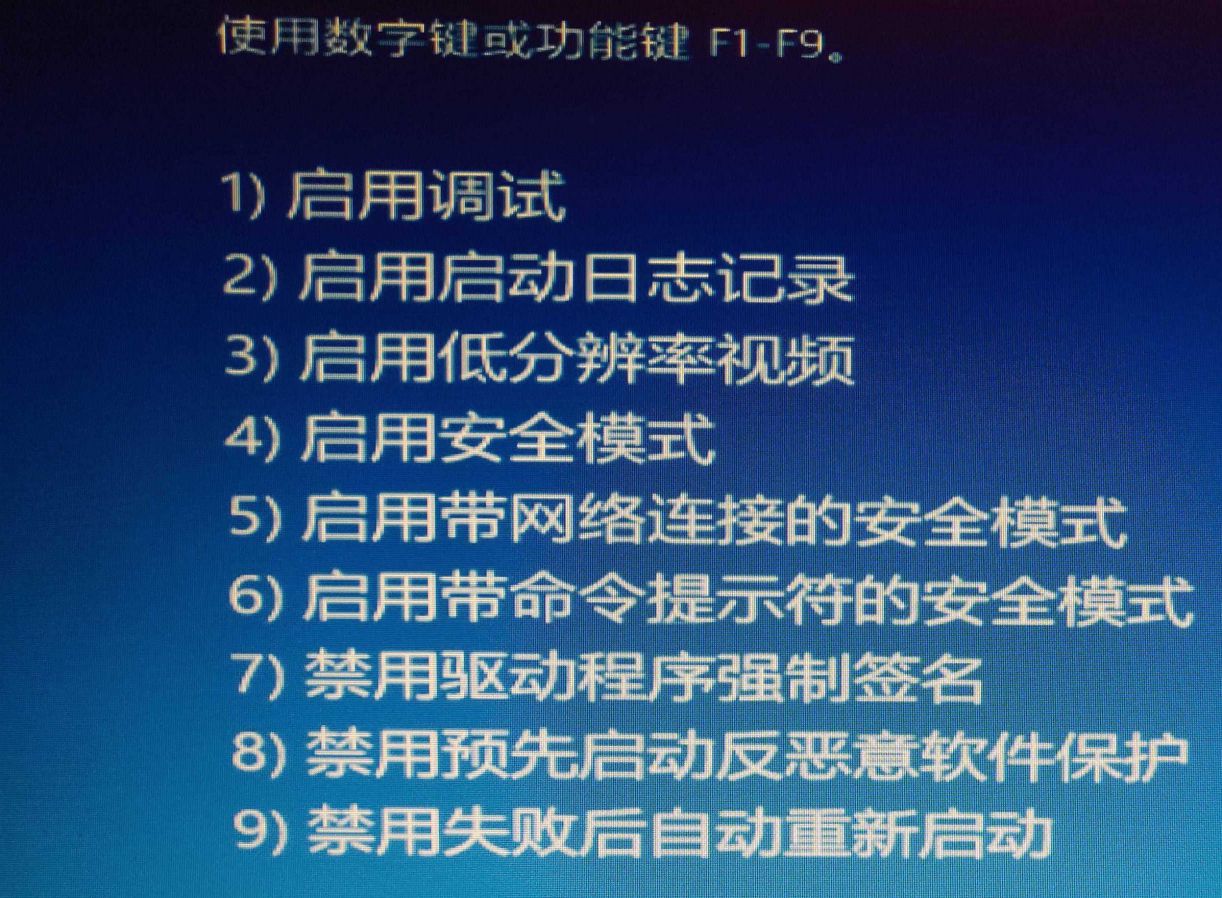 使用数字键或功能键 F1-F9。
1) 启用调试
2) 启用启动日志记录
3) 启用低分辨率视频
4) 启用安全模式
5) 启用带网络连接的安全模式
6) 启用带命令提示符的安全模式
7) 禁用驱动程序强制签名
8) 禁用预先启动反恶意软件保护
9) 禁用失败后自动重新启动